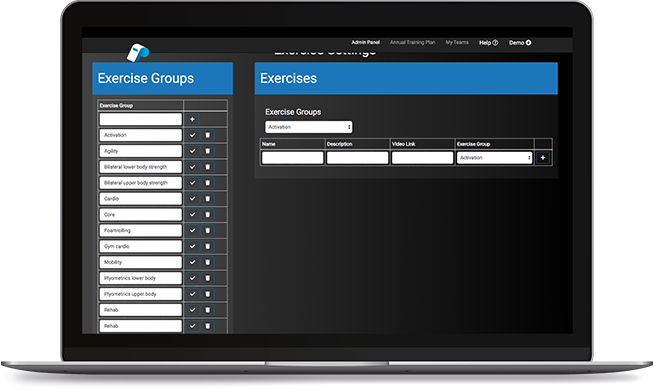 Admin Panel Annual Training Plan My Teams Help Demo
Exercise Settings
Exercise Groups
Exercise Group
Activation
Agility
Bilateral lower body strength
Bilateral upper body strength
Cardio
Core
Foamrolling
Gym cardio
Mobility
Plyometrics lower body
Plyometrics upper body
Rehab
Rehab
Exercises
Exercise Groups
Activation
Name Description Video Link Exercise Group
Activation